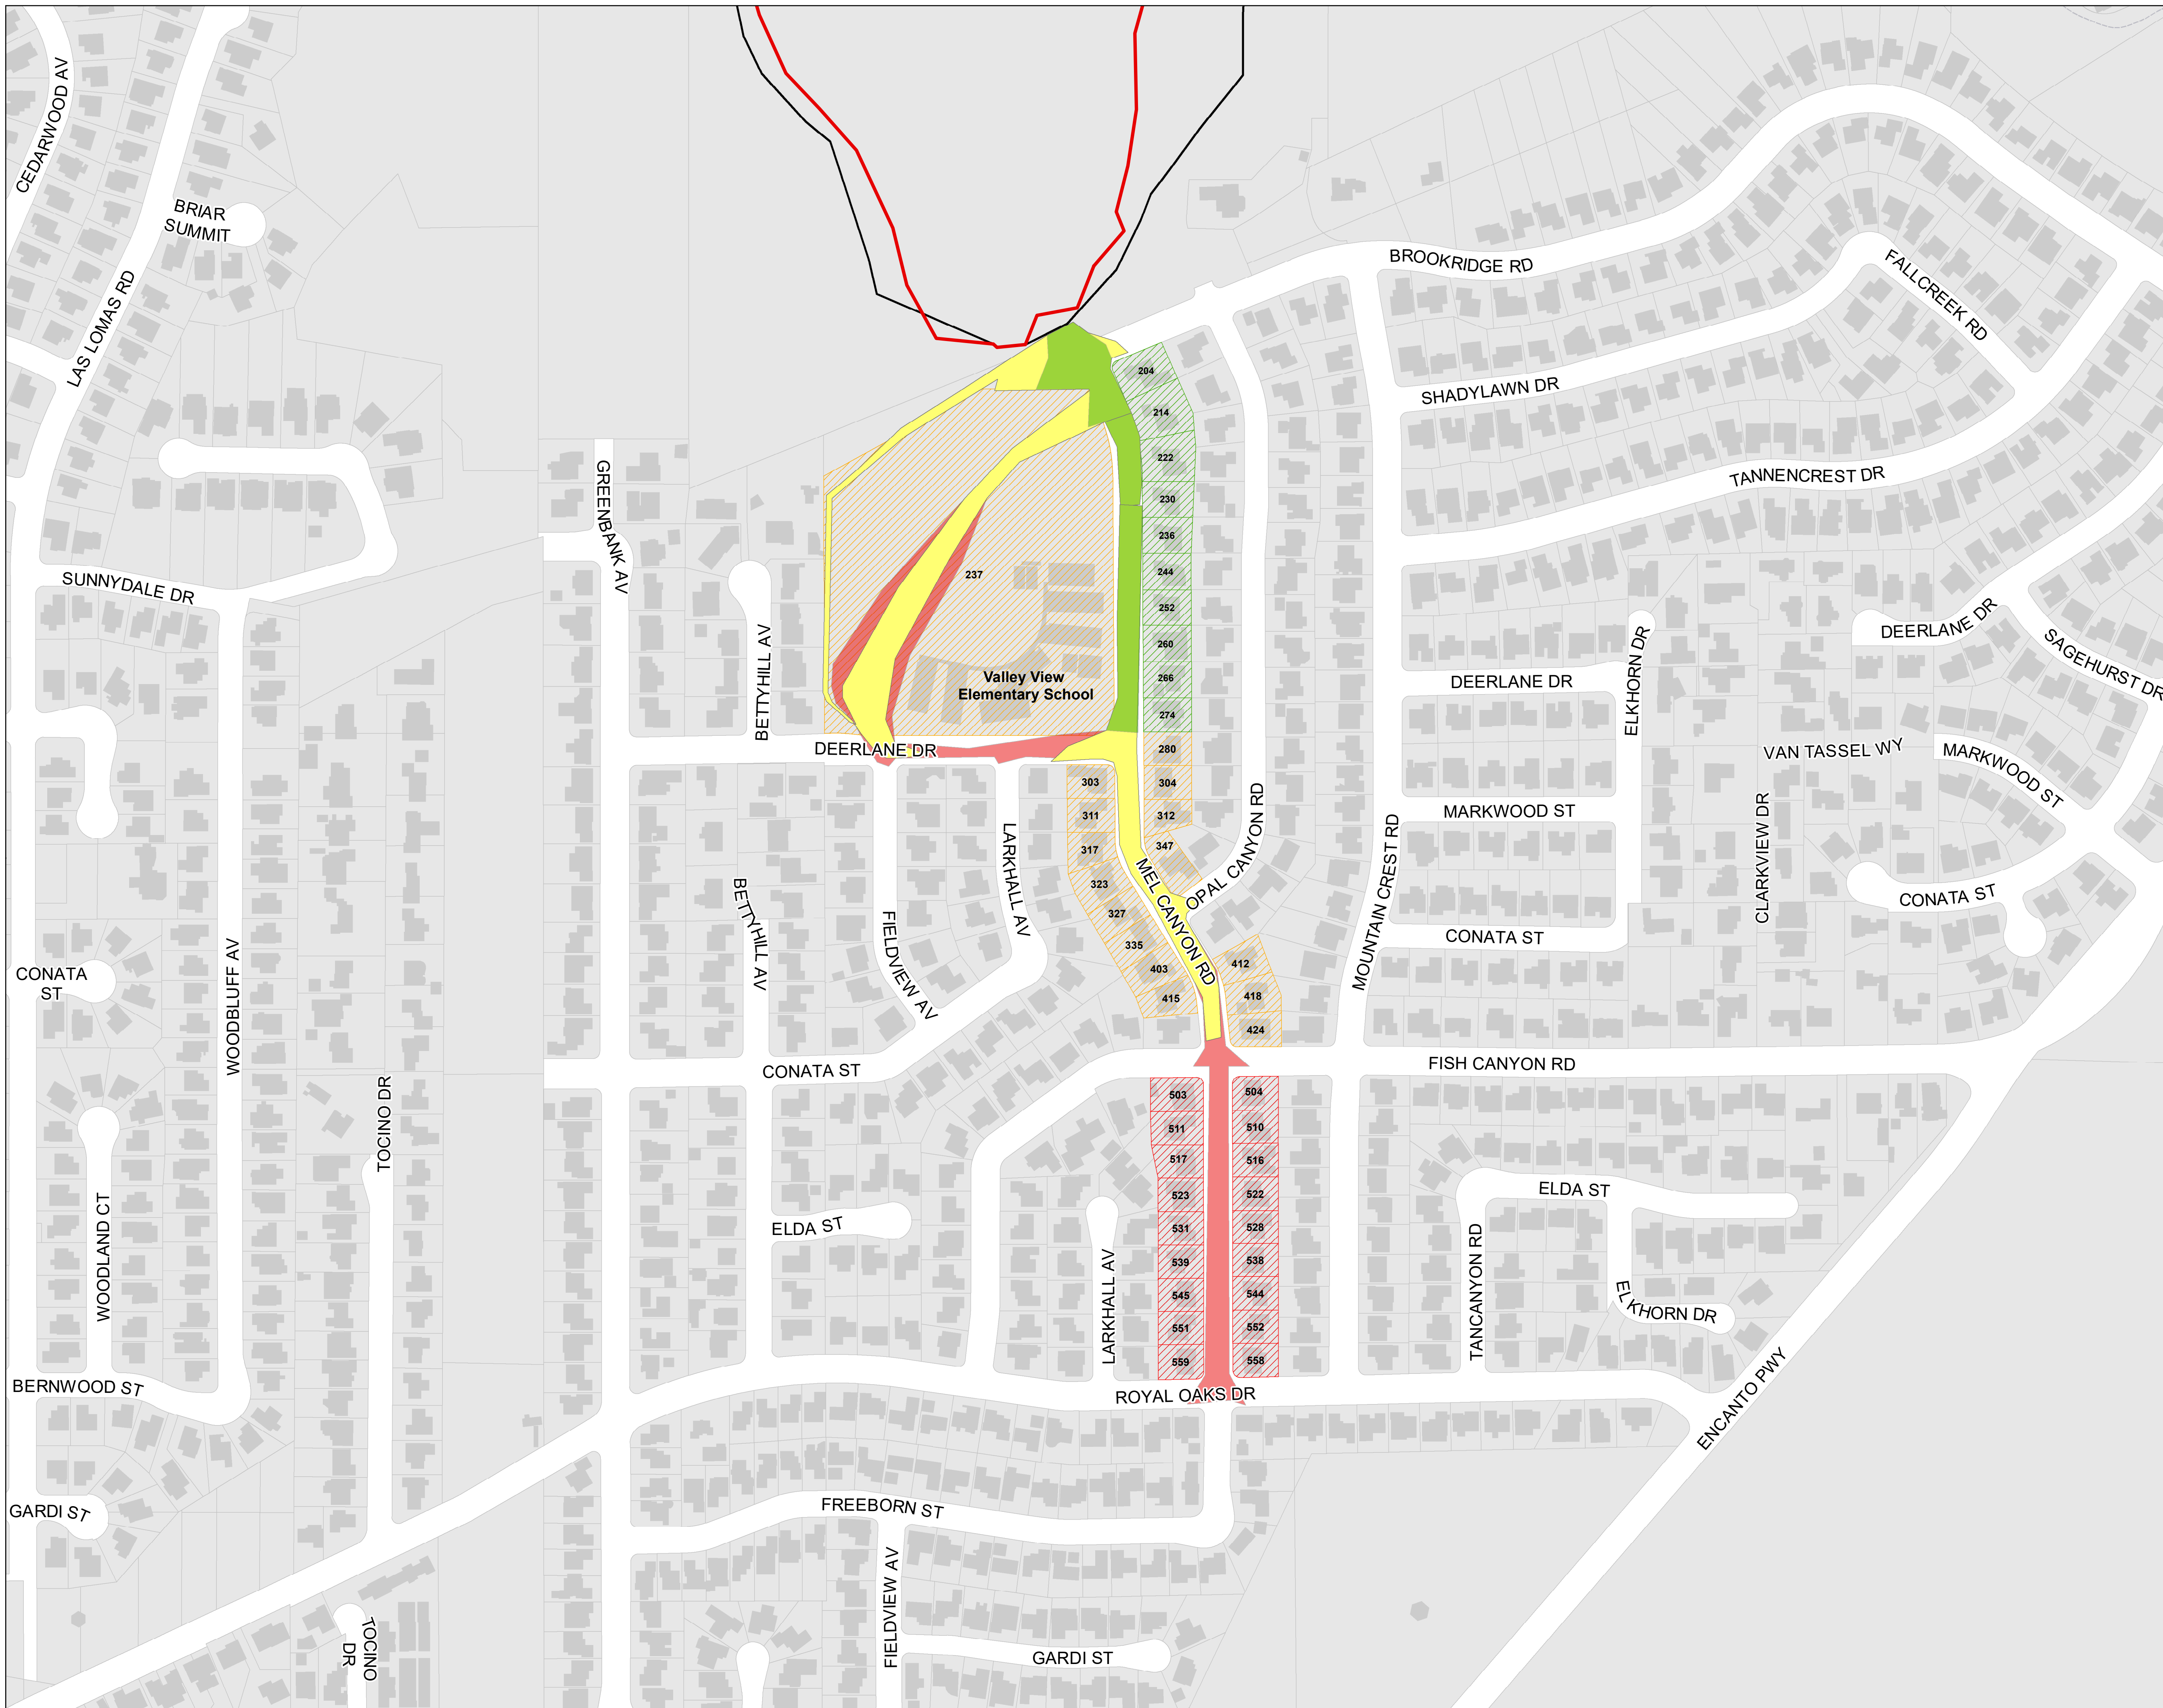 CEDARWOOD AV
BRIAR
SUMMIT
LAS LOMAS RD
BROOKRIDGE RD
FALLCREEK RD
SHADYLAWN DR
TANNENCREST DR
204
214
222
230
236
244
252
260
266
274
280
304
312
347
237
Valley View
Elementary School
GREENBANK AV
SUNNYDALE DR
BETTYHILL AV
DEERLANE DR
DEERLANE DR
DEERLANE DR
ELKHORN DR
SAGEHURST DR
VAN TASSEL WY
MARKWOOD ST
MARKWOOD ST
303
311
317
323
327
335
403
415
412
418
424
LARKHALL AV
MEL CANYON RD
OPAL CANYON RD
MOUNTAIN CREST RD
CLARKVIEW DR
CONATA ST
CONATA ST
BETTYHILL AV
FIELDVIEW AV
WOODBLUFF AV
CONATA
ST
CONATA ST
FISH CANYON RD
TOCINO DR
503
504
511
510
517
516
523
522
531
528
539
538
545
544
551
552
559
558
ELDA ST
ELDA ST
WOODLAND CT
LARKHALL AV
TANCANYON RD
ELKHORN DR
BERNWOOD ST
ROYAL OAKS DR
ENCANTO PWY
GARDI ST
FREEBORN ST
FIELDVIEW AV
TOCINO
DR
GARDI ST